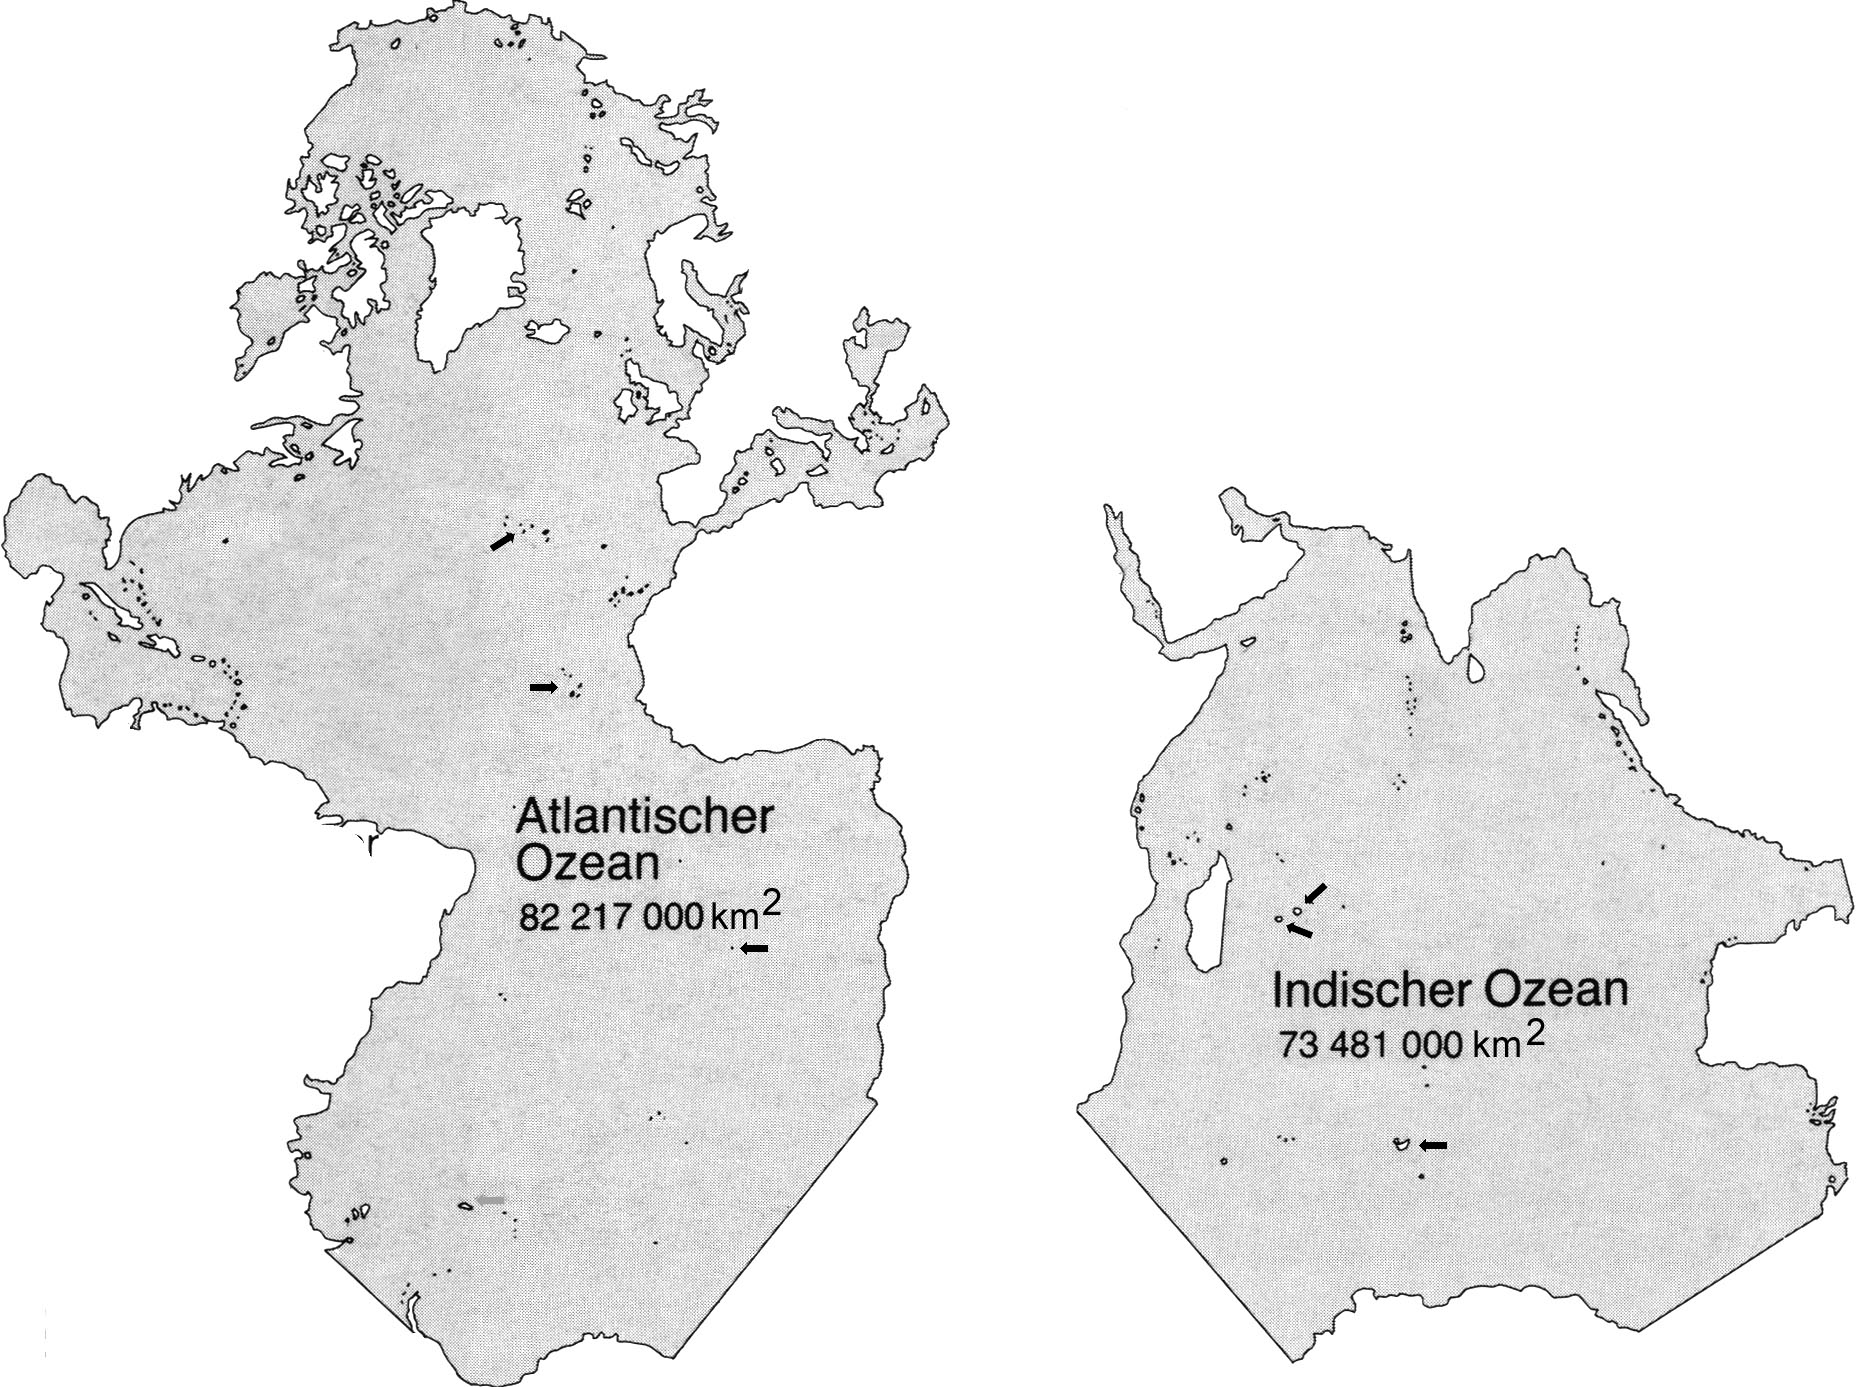 Atlantischer
Ozean
82 217 000 km2
Indischer Ozean
73 481 000 km2